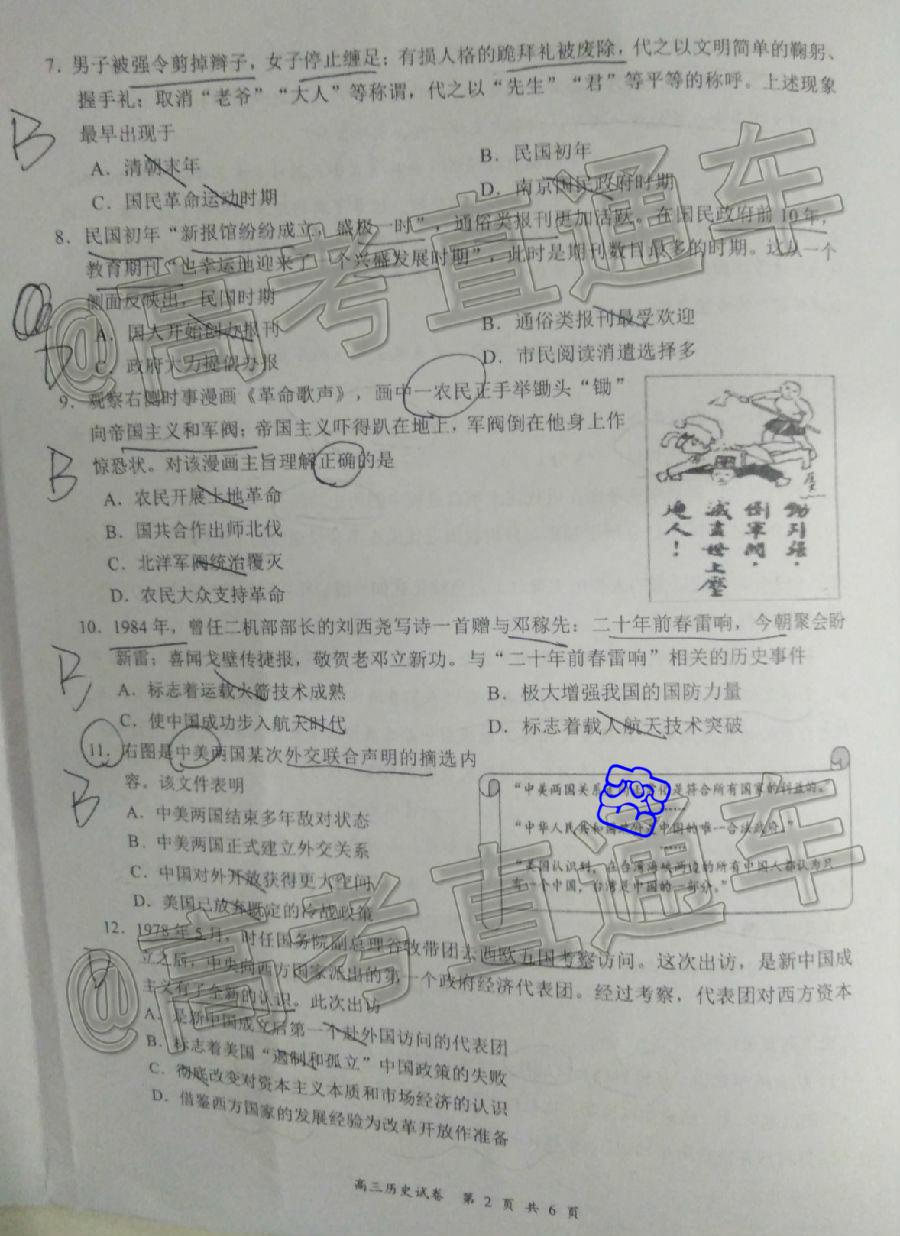 7. 男子被强令剪掉辫子，女子停止缠足；有损人格的跪拜礼被废除，代之以文明简单的鞠躬、
握手礼；取消“老爷”“大人”等称谓，代之以“先生”“君”等平等的称呼。上述现象
最早出现于
B
A. 清朝末年
B. 民国初年
C. 国民革命运动时期
D. 南京国民政府时期
8. 民国初年“新报馆纷纷成立，盛极一时”，通俗类报刊更加活跃。在国民政府前10年，
教育期刊“也幸运地迎来了一个兴盛发展时期”，此时是期刊数目最多的时期。这从一个
侧面反映出，民国时期
D
A. 国人开始创办报刊
B. 通俗类报刊最受欢迎
C. 政府大力提倡办报
D. 市民阅读消遣选择多
9. 观察右侧时事漫画《革命歌声》，画中一农民正手举锄头“锄”
向帝国主义和军阀；帝国主义吓得趴在地上，军阀倒在他身上作
惊恐状。对该漫画主旨理解正确的是
B
A. 农民开展土地革命
B. 国共合作出师北伐
C. 北洋军阀统治覆灭
D. 农民大众支持革命
打列强，
倒军阀，
灭盡世上壓
迫人！
10. 1984年，曾任二机部部长的刘西尧写诗一首赠与邓稼先：二十年前春雷响，今朝聚会盼
新雷；喜闻戈壁传捷报，敬贺老邓立新功。与“二十年前春雷响”相关的历史事件
B
A. 标志着运载火箭技术成熟
B. 极大增强我国的国防力量
C. 使中国成功步入航天时代
D. 标志着载人航天技术突破
11. 右图是中美两国某次外交联合声明的摘选内
容。该文件表明
B
A. 中美两国结束多年敌对状态
B. 中美两国正式建立外交关系
C. 中国对外开放获得更大空间
D. 美国已放弃既定的冷战政策
“中美两国关系正常化是符合所有国家的利益的。”
……
“中华人民共和国政府是中国的唯一合法政府。”
……
“美国认识到，在台湾海峡两边的所有中国人都认为只
有一个中国，台湾是中国的一部分。”
12. 1978年5月，时任国务院副总理谷牧带团去西欧五国考察访问。这次出访，是新中国成
立之后，中央向西方国家派出的第一个政府经济代表团。经过考察，代表团对西方资本
主义有了全新的认识。此次出访
D
A. 是新中国成立后第一个赴外国访问的代表团
B. 标志着美国“遏制和孤立”中国政策的失败
C. 彻底改变对资本主义本质和市场经济的认识
D. 借鉴西方国家的发展经验为改革开放作准备
高三历史试卷 第 2 页 共 6 页
@高考直通车
@高考直通车